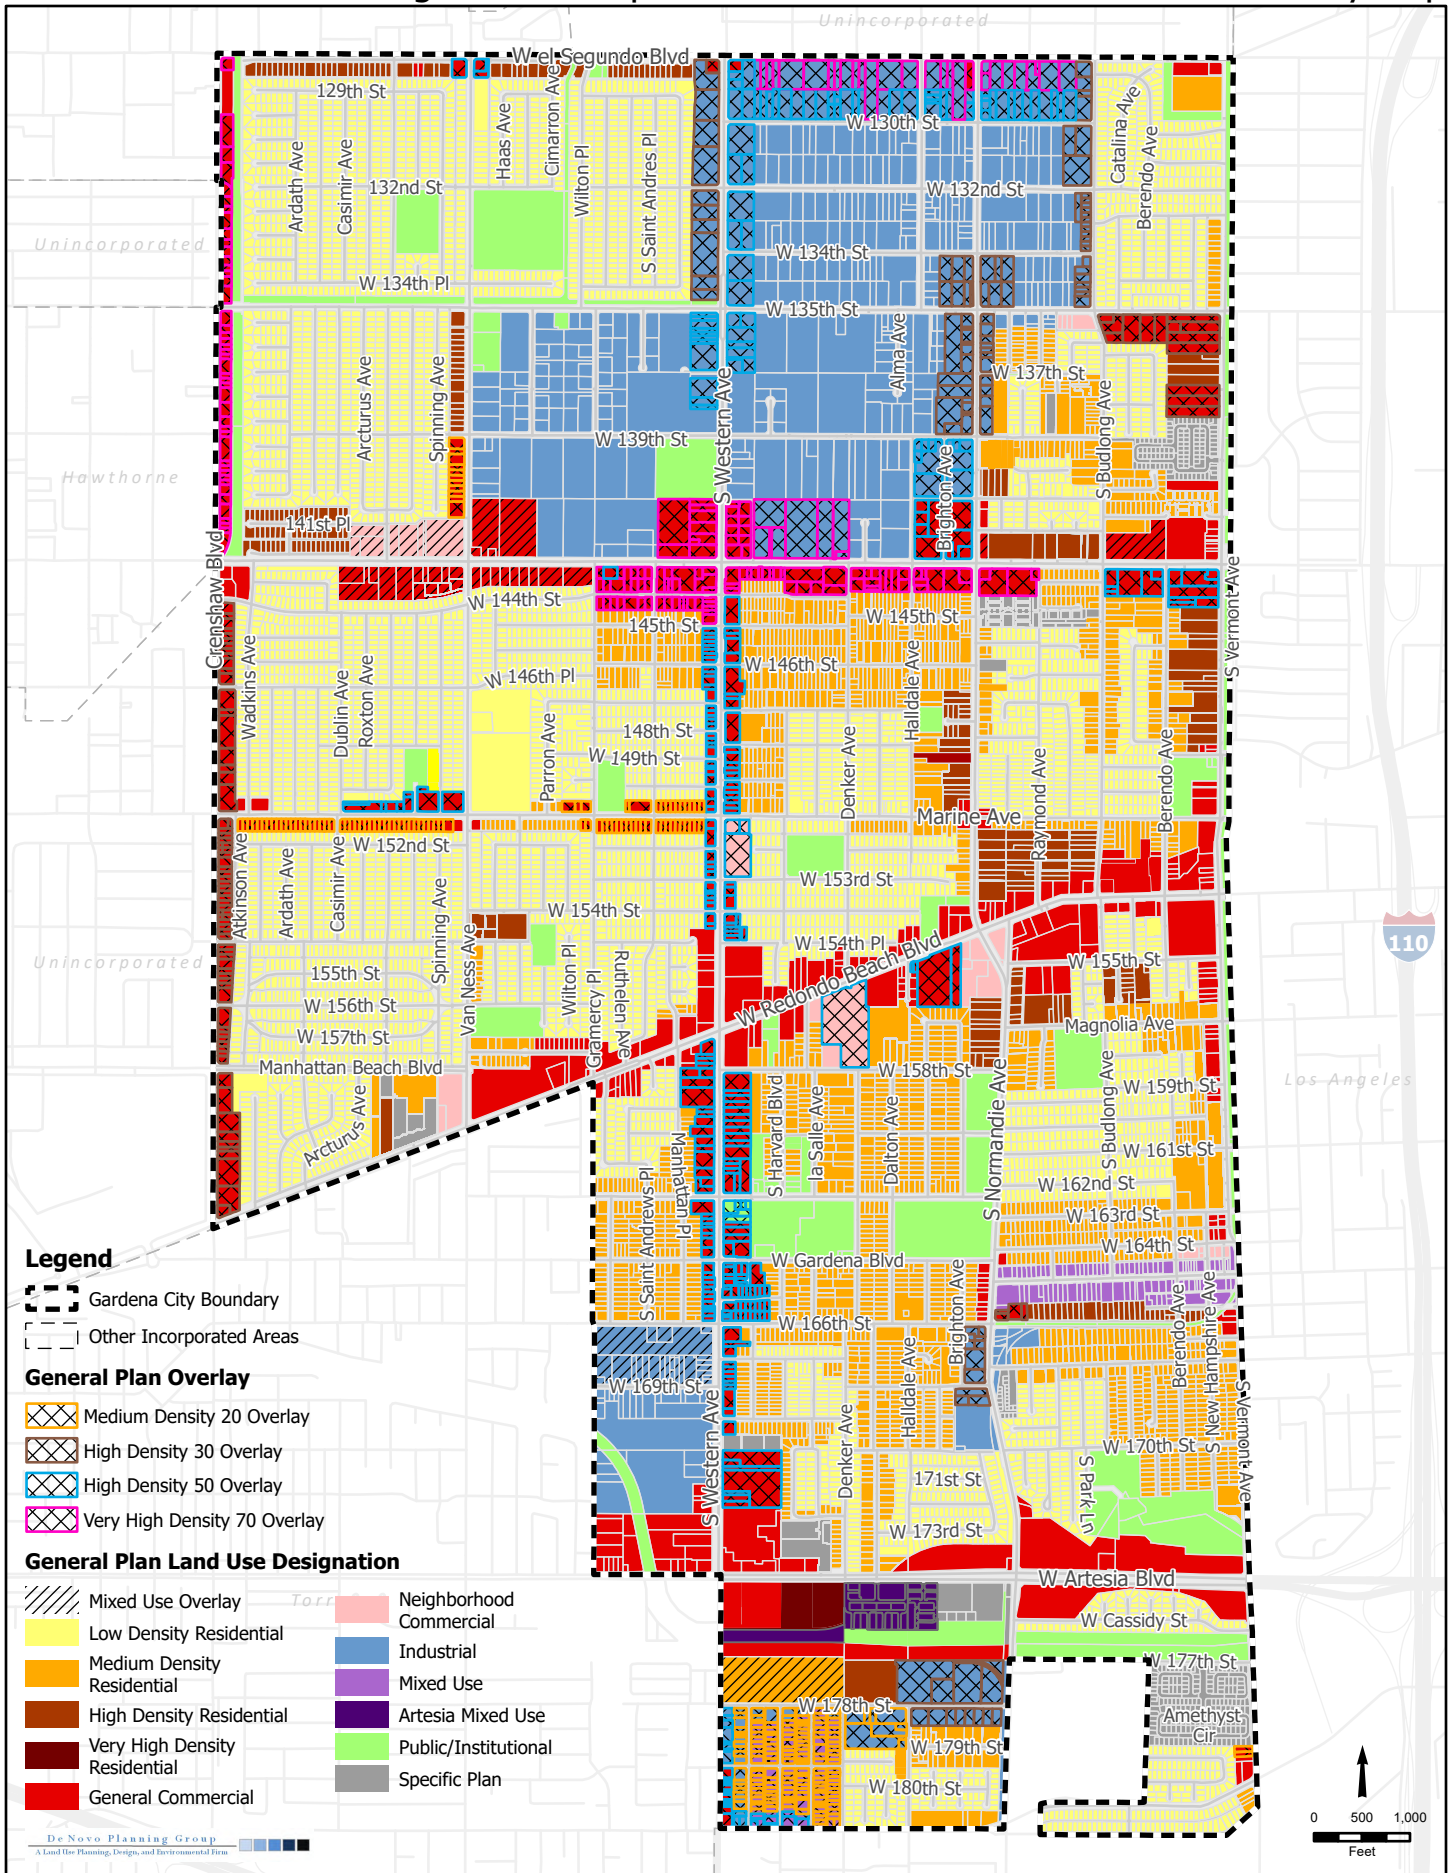 Unincorporated
W el Segundo Blvd
129th St
Haas Ave
Cimarron Ave
Wilton Pl
S Saint Andres Pl
W 130th St
Catalina Ave
Berendo Ave
Ardath Ave
Casimir Ave
132nd St
W 132nd St
Unincorporated
W 134th St
W 134th Pl
W 135th St
Arcturus Ave
Spinning Ave
S Western Ave
Alma Ave
W 137th St
S Budlong Ave
W 139th St
Hawthorne
Brighton Ave
141st Pl
Crenshaw Blvd
S Vermont Ave
W 144th St
145th St
W 145th St
Wadkins Ave
Dublin Ave
Roxton Ave
W 146th Pl
W 146th St
Halldale Ave
148th St
W 149th St
Parron Ave
Denker Ave
Raymond Ave
Berendo Ave
Marine Ave
W 152nd St
Atkinson Ave
Ardath Ave
Casimir Ave
Spinning Ave
W 153rd St
W 154th St
Van Ness Ave
W 154th Pl
W Redondo Beach Blvd
110
Unincorporated
155th St
W 155th St
Wilton Pl
Gramercy Pl
Ruthelen Ave
W 156th St
W 157th St
Magnolia Ave
Manhattan Beach Blvd
W 158th St
Los Angeles
W 159th St
Arcturus Ave
Manhattan Pl
S Harvard Blvd
la Salle Ave
Dalton Ave
S Normandie Ave
S Budlong Ave
W 161st St
W 162nd St
S Saint Andrews Pl
W 163rd St
W 164th St
W Gardena Blvd
Brighton Ave
Berendo Ave
S New Hampshire Ave
W 166th St
Halldale Ave
W 169th St
S Western Ave
Denker Ave
S Vermont Ave
W 170th St
171st St
S Park Ln
W 173rd St
W Artesia Blvd
W Cassidy St
W 177th St
W 178th St
Amethyst
Cir
W 179th St
W 180th St
Legend
Gardena City Boundary
Other Incorporated Areas
General Plan Overlay
Medium Density 20 Overlay
High Density 30 Overlay
High Density 50 Overlay
Very High Density 70 Overlay
General Plan Land Use Designation
Mixed Use Overlay
Low Density Residential
Medium Density
Residential
High Density Residential
Very High Density
Residential
General Commercial
Neighborhood
Commercial
Industrial
Mixed Use
Artesia Mixed Use
Public/Institutional
Specific Plan
De Novo Planning Group
A Land Use Planning, Design, and Environmental Firm
0 500 1,000
Feet